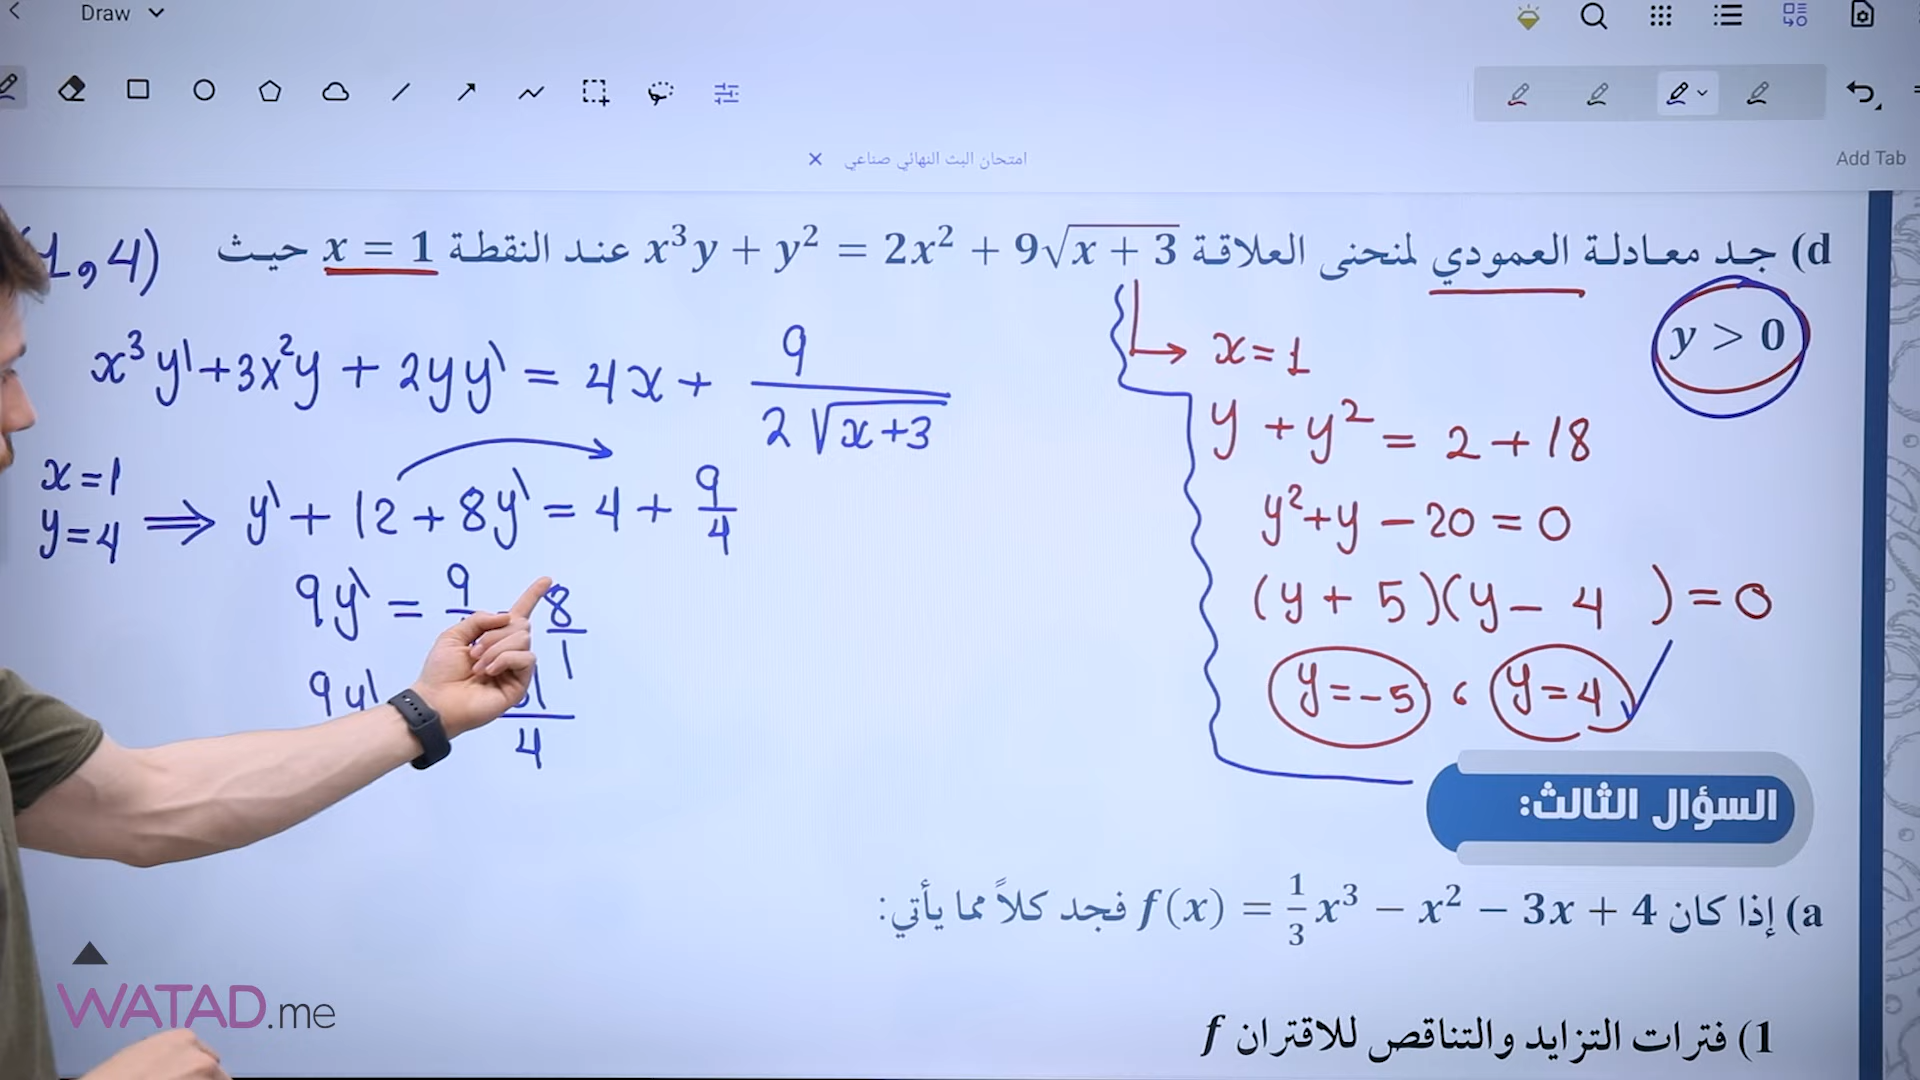 Draw
امتحان البث النهائي صناعي
Add Tab
d) جد معادلة العمودي لمنحنى العلاقة x³y + y² = 2x² + 9√(x + 3) عند النقطة x = 1 حيث
y > 0
1, 4)
x³y' + 3x²y + 2yy' = 4x + 9/(2√(x+3))
x = 1
y = 4 ⟹ y' + 12 + 8y' = 4 + 9/4
9y' = 9 8/1
9y' 4
→ x = 1
y + y² = 2 + 18
y² + y − 20 = 0
(y + 5)(y − 4 ) = 0
y = −5 ، y = 4 ✓
السؤال الثالث:
a) إذا كان f(x) = 1/3 x³ − x² − 3x + 4 فجد كلاً مما يأتي:
1) فترات التزايد والتناقص للاقتران f
WATAD.me